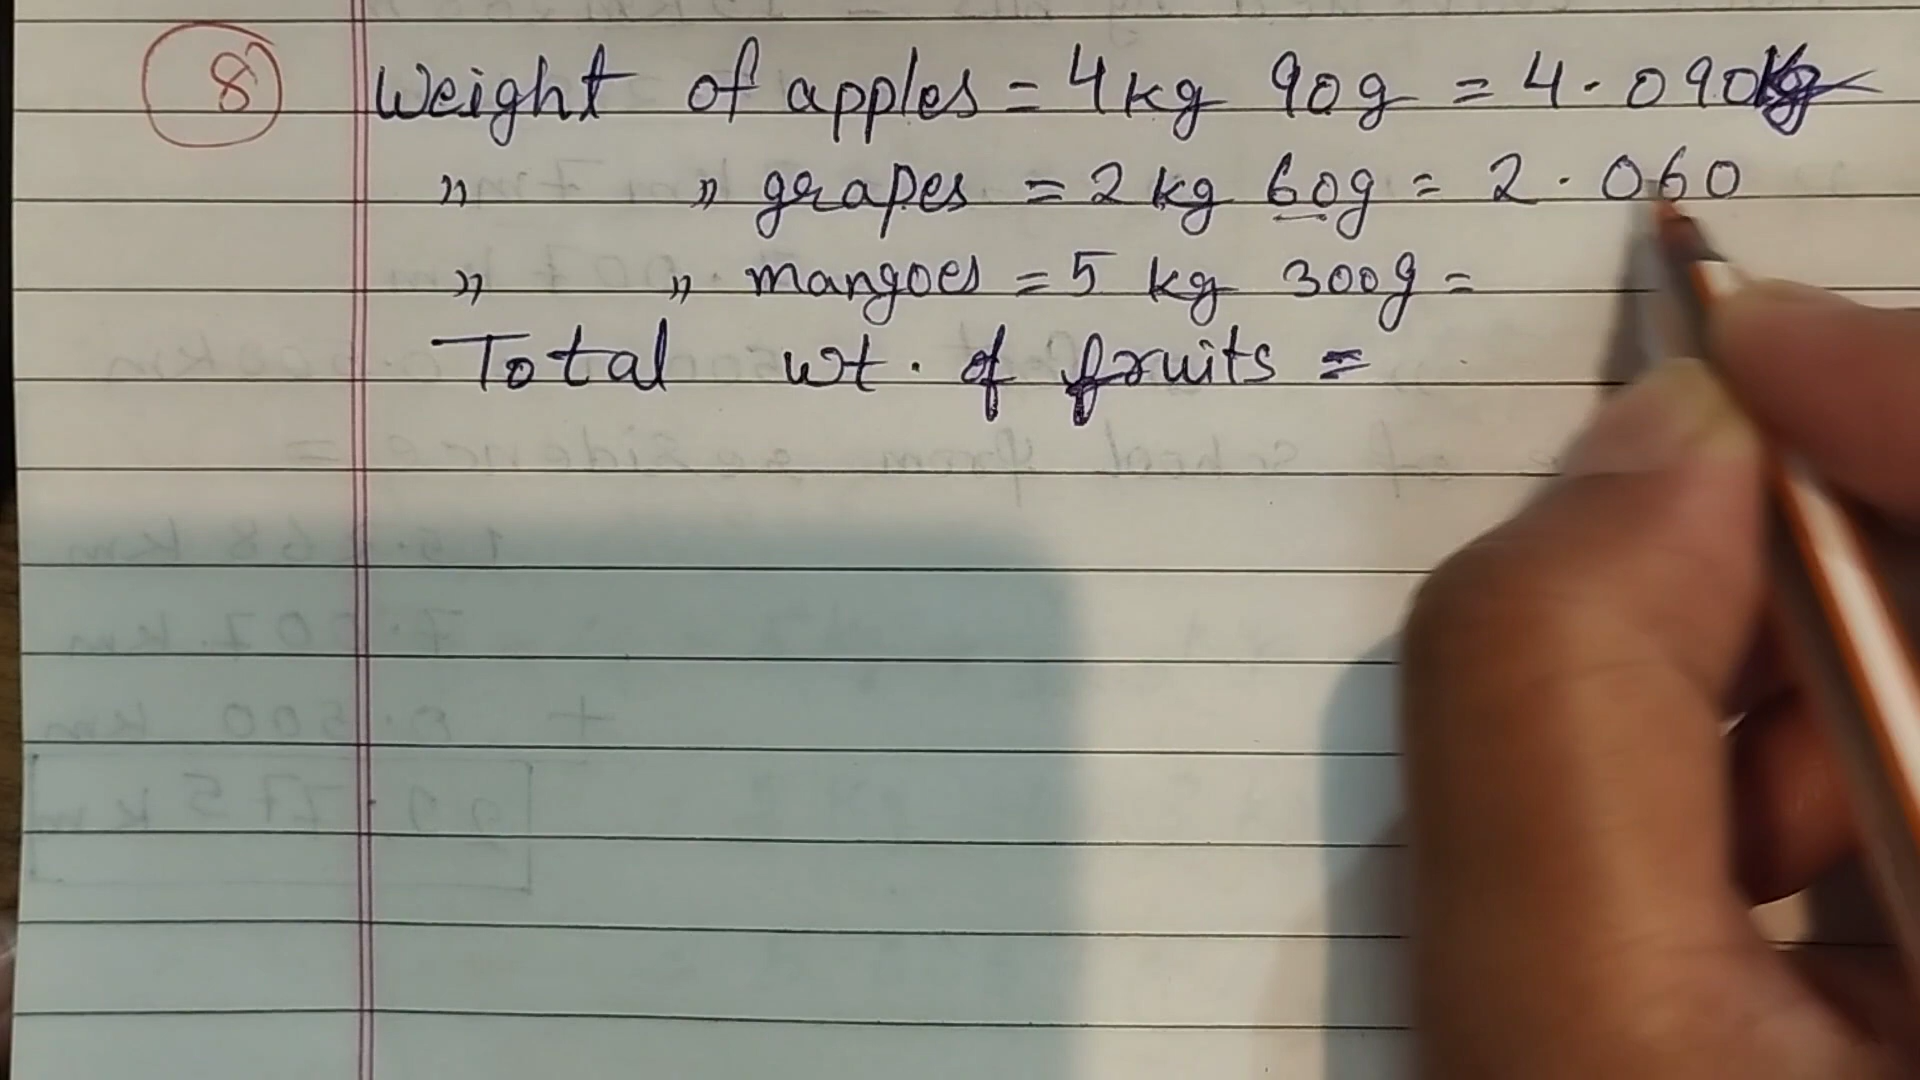 8 Weight of apples = 4kg 90g = 4.090kg
" " grapes = 2kg 60g = 2.060
" " mangoes = 5 kg 300g =
Total wt. of fruits =